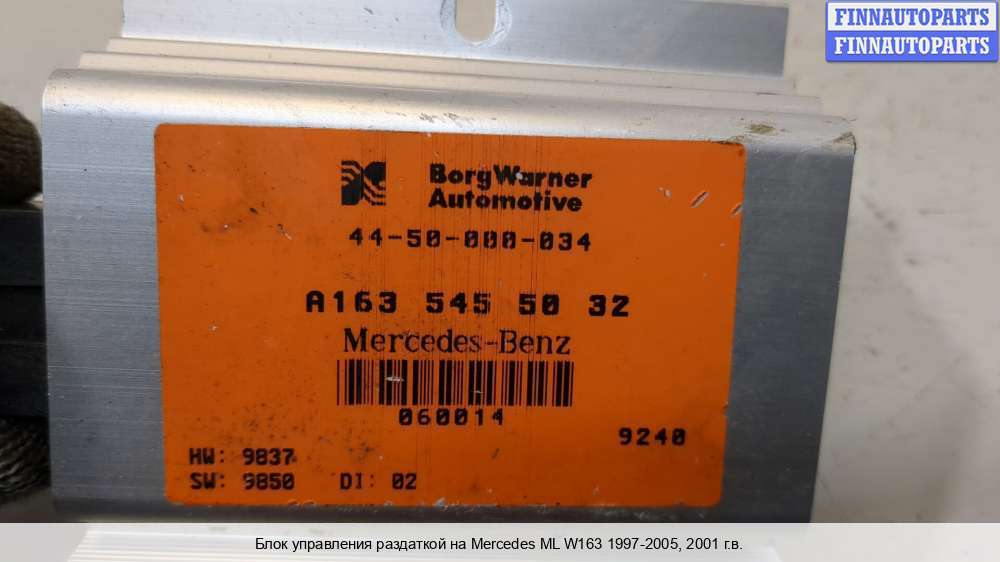 FINNAUTOPARTS
FINNAUTOPARTS
BorgWarner
Automotive
44-50-000-034
A163 545 50 32
Mercedes-Benz
060014
9240
HW: 9837
SW: 9850 DI: 02
Блок управления раздаткой на Mercedes ML W163 1997-2005, 2001 г.в.